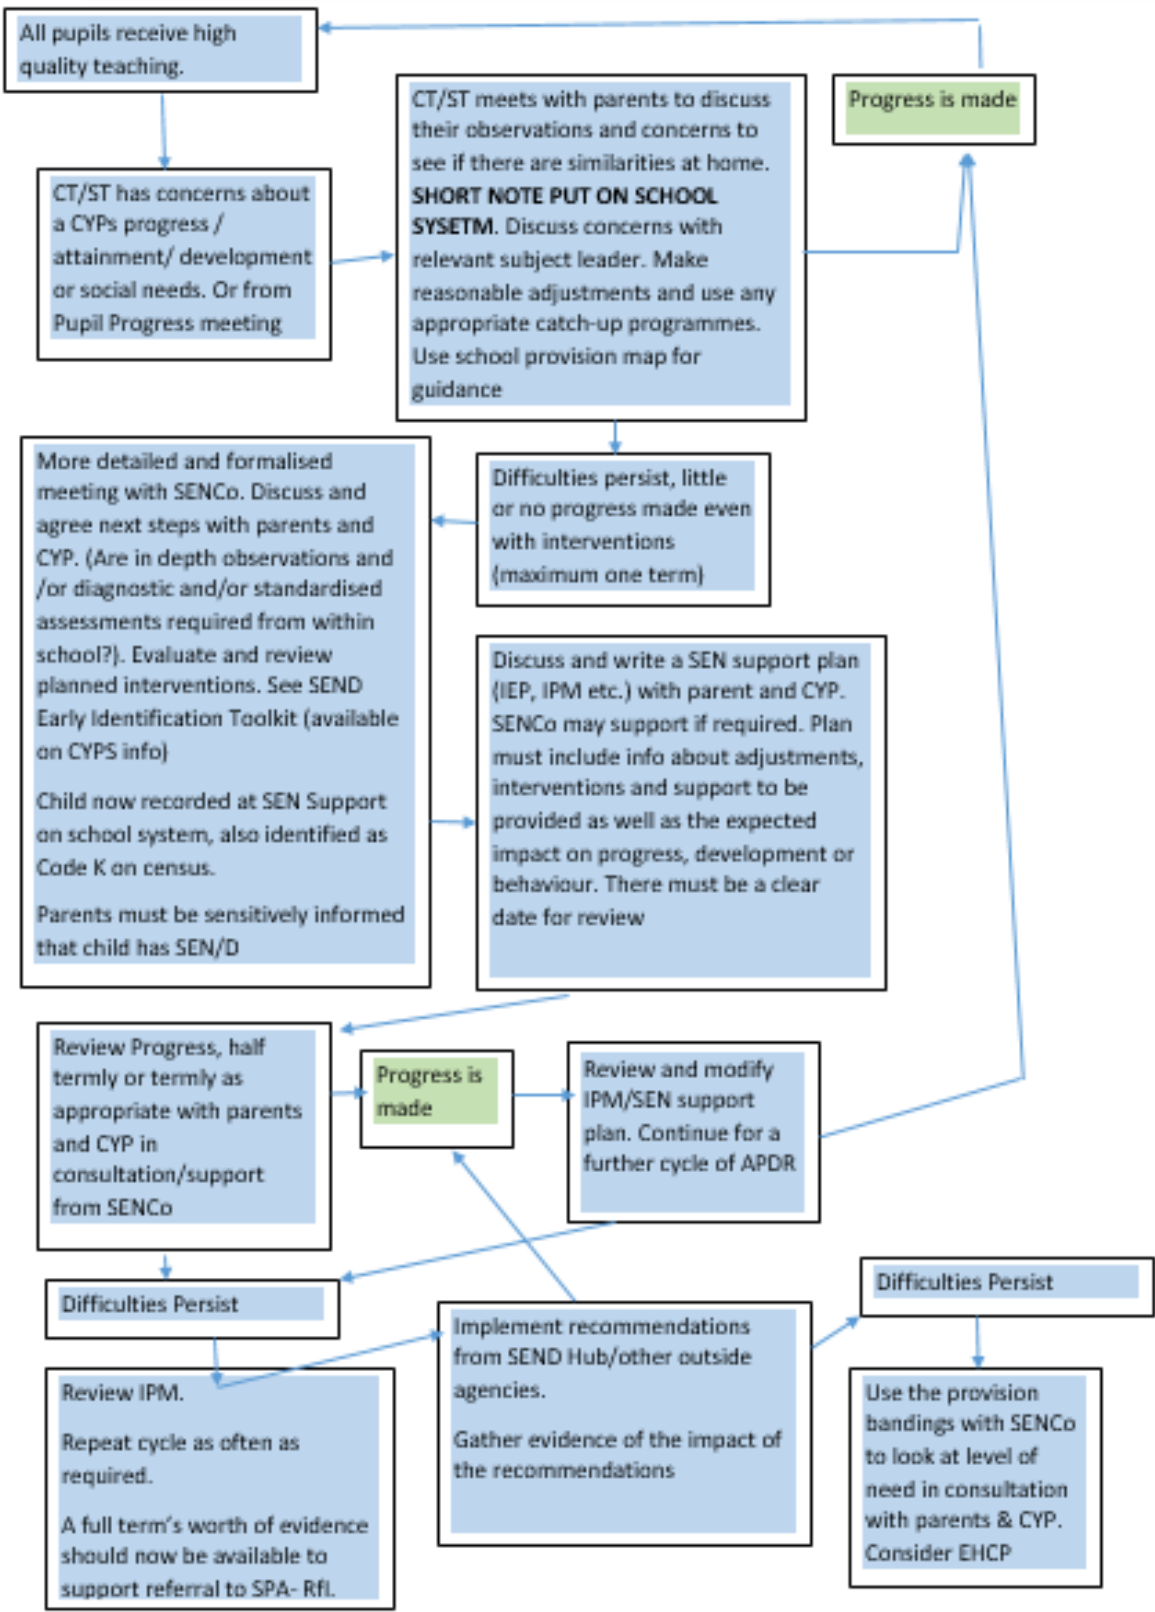 All pupils receive high
quality teaching.
Progress is made
CT/ST meets with parents to discuss
their observations and concerns to
see if there are similarities at home.
SHORT NOTE PUT ON SCHOOL
SYSETM. Discuss concerns with
relevant subject leader. Make
reasonable adjustments and use any
appropriate catch-up programmes.
Use school provision map for
guidance
CT/ST has concerns about
a CYPs progress /
attainment/ development
or social needs. Or from
Pupil Progress meeting
More detailed and formalised
meeting with SENCo. Discuss and
agree next steps with parents and
CYP. (Are in depth observations and
/or diagnostic and/or standardised
assessments required from within
school?). Evaluate and review
planned interventions. See SEND
Early Identification Toolkit (available
on CYPS info)
Child now recorded at SEN Support
on school system, also identified as
Code K on census.
Parents must be sensitively informed
that child has SEN/D
Difficulties persist, little
or no progress made even
with interventions
(maximum one term)
Discuss and write a SEN support plan
(IEP, IPM etc.) with parent and CYP.
SENCo may support if required. Plan
must include info about adjustments,
interventions and support to be
provided as well as the expected
impact on progress, development or
behaviour. There must be a clear
date for review
Review Progress, half
termly or termly as
appropriate with parents
and CYP in
consultation/support
from SENCo
Progress is
made
Review and modify
IPM/SEN support
plan. Continue for a
further cycle of APDR
Difficulties Persist
Review IPM.
Repeat cycle as often as
required.
A full term's worth of evidence
should now be available to
support referral to SPA- Rfl.
Implement recommendations
from SEND Hub/other outside
agencies.
Gather evidence of the impact of
the recommendations
Difficulties Persist
Use the provision
bandings with SENCo
to look at level of
need in consultation
with parents & CYP.
Consider EHCP